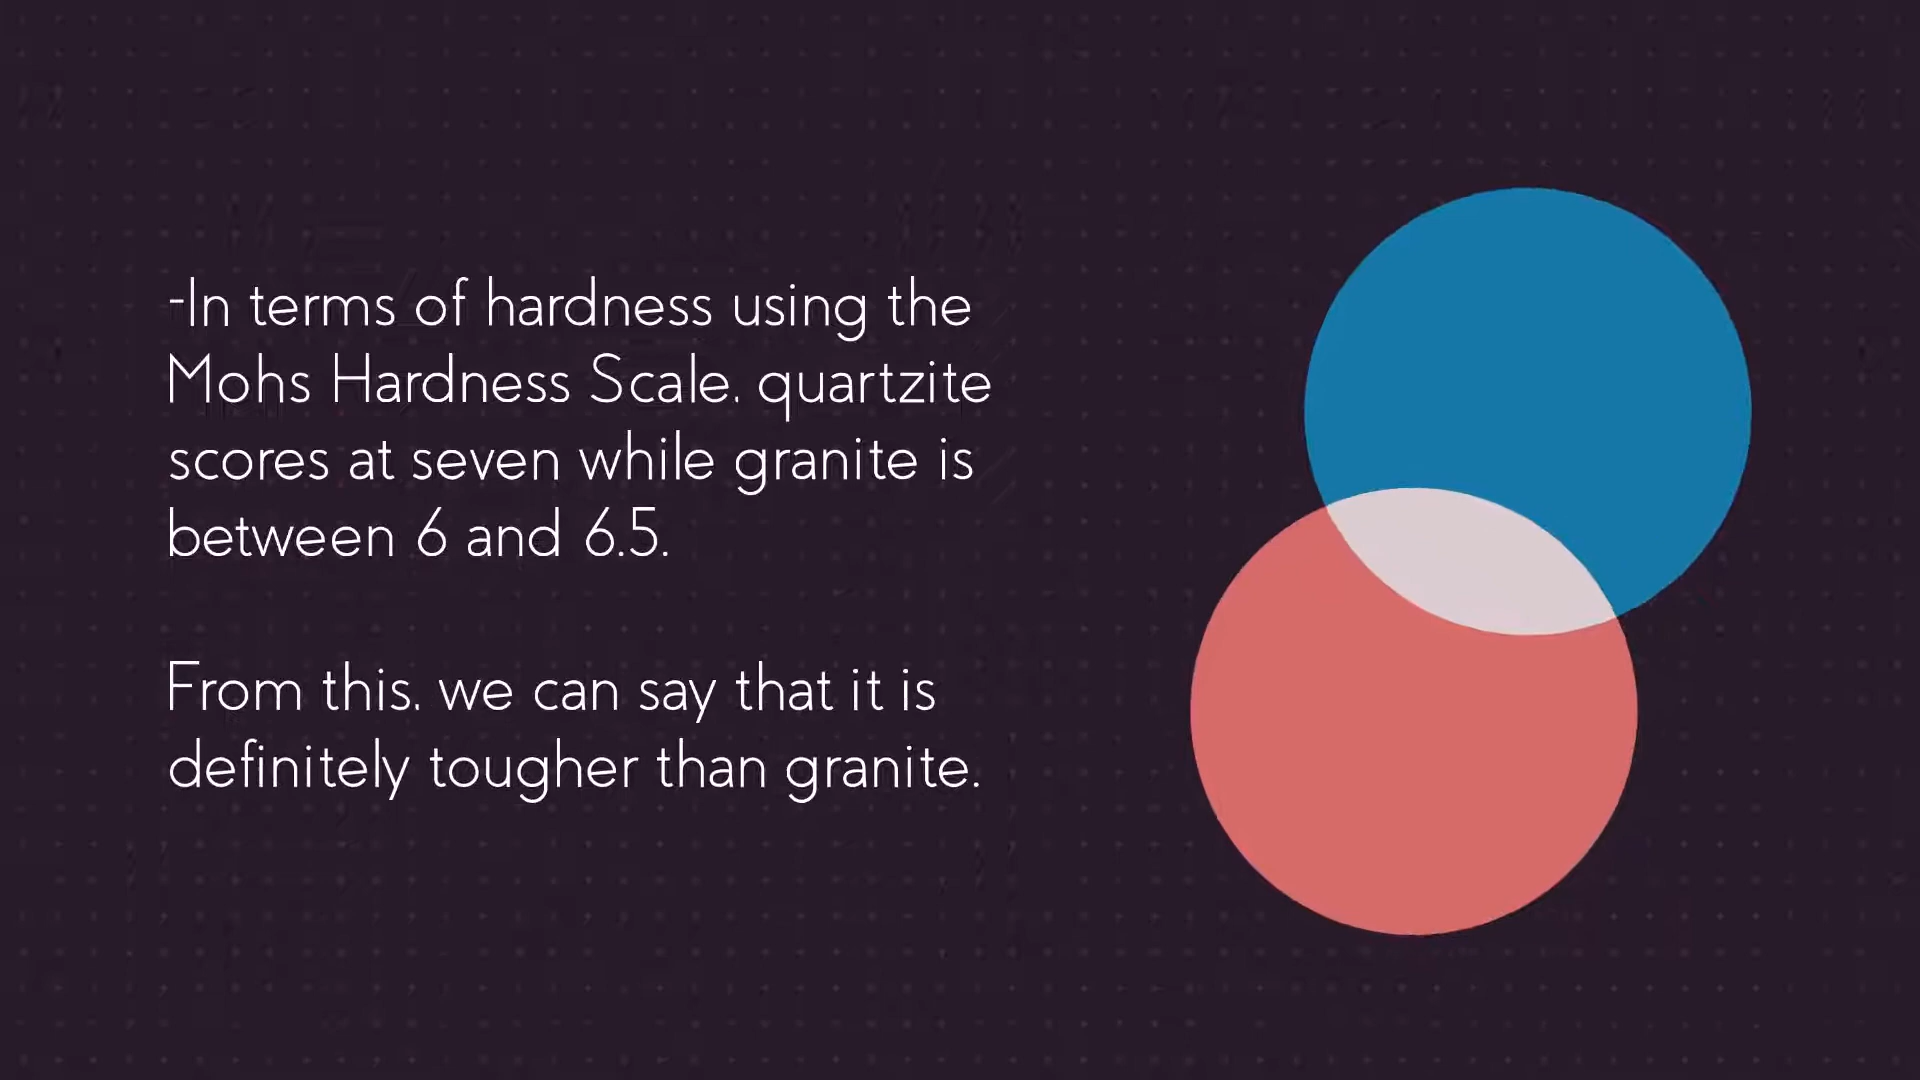 -In terms of hardness using the
Mohs Hardness Scale, quartzite
scores at seven while granite is
between 6 and 6.5.
From this, we can say that it is
definitely tougher than granite.